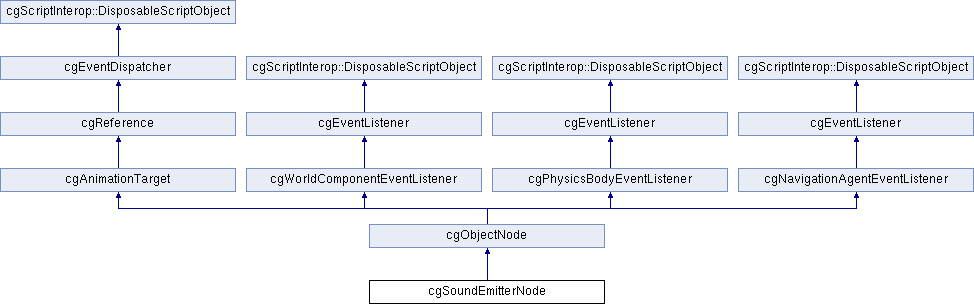 cgScriptInterop::DisposableScriptObject
cgEventDispatcher
cgScriptInterop::DisposableScriptObject
cgScriptInterop::DisposableScriptObject
cgScriptInterop::DisposableScriptObject
cgReference
cgEventListener
cgEventListener
cgEventListener
cgAnimationTarget
cgWorldComponentEventListener
cgPhysicsBodyEventListener
cgNavigationAgentEventListener
cgObjectNode
cgSoundEmitterNode